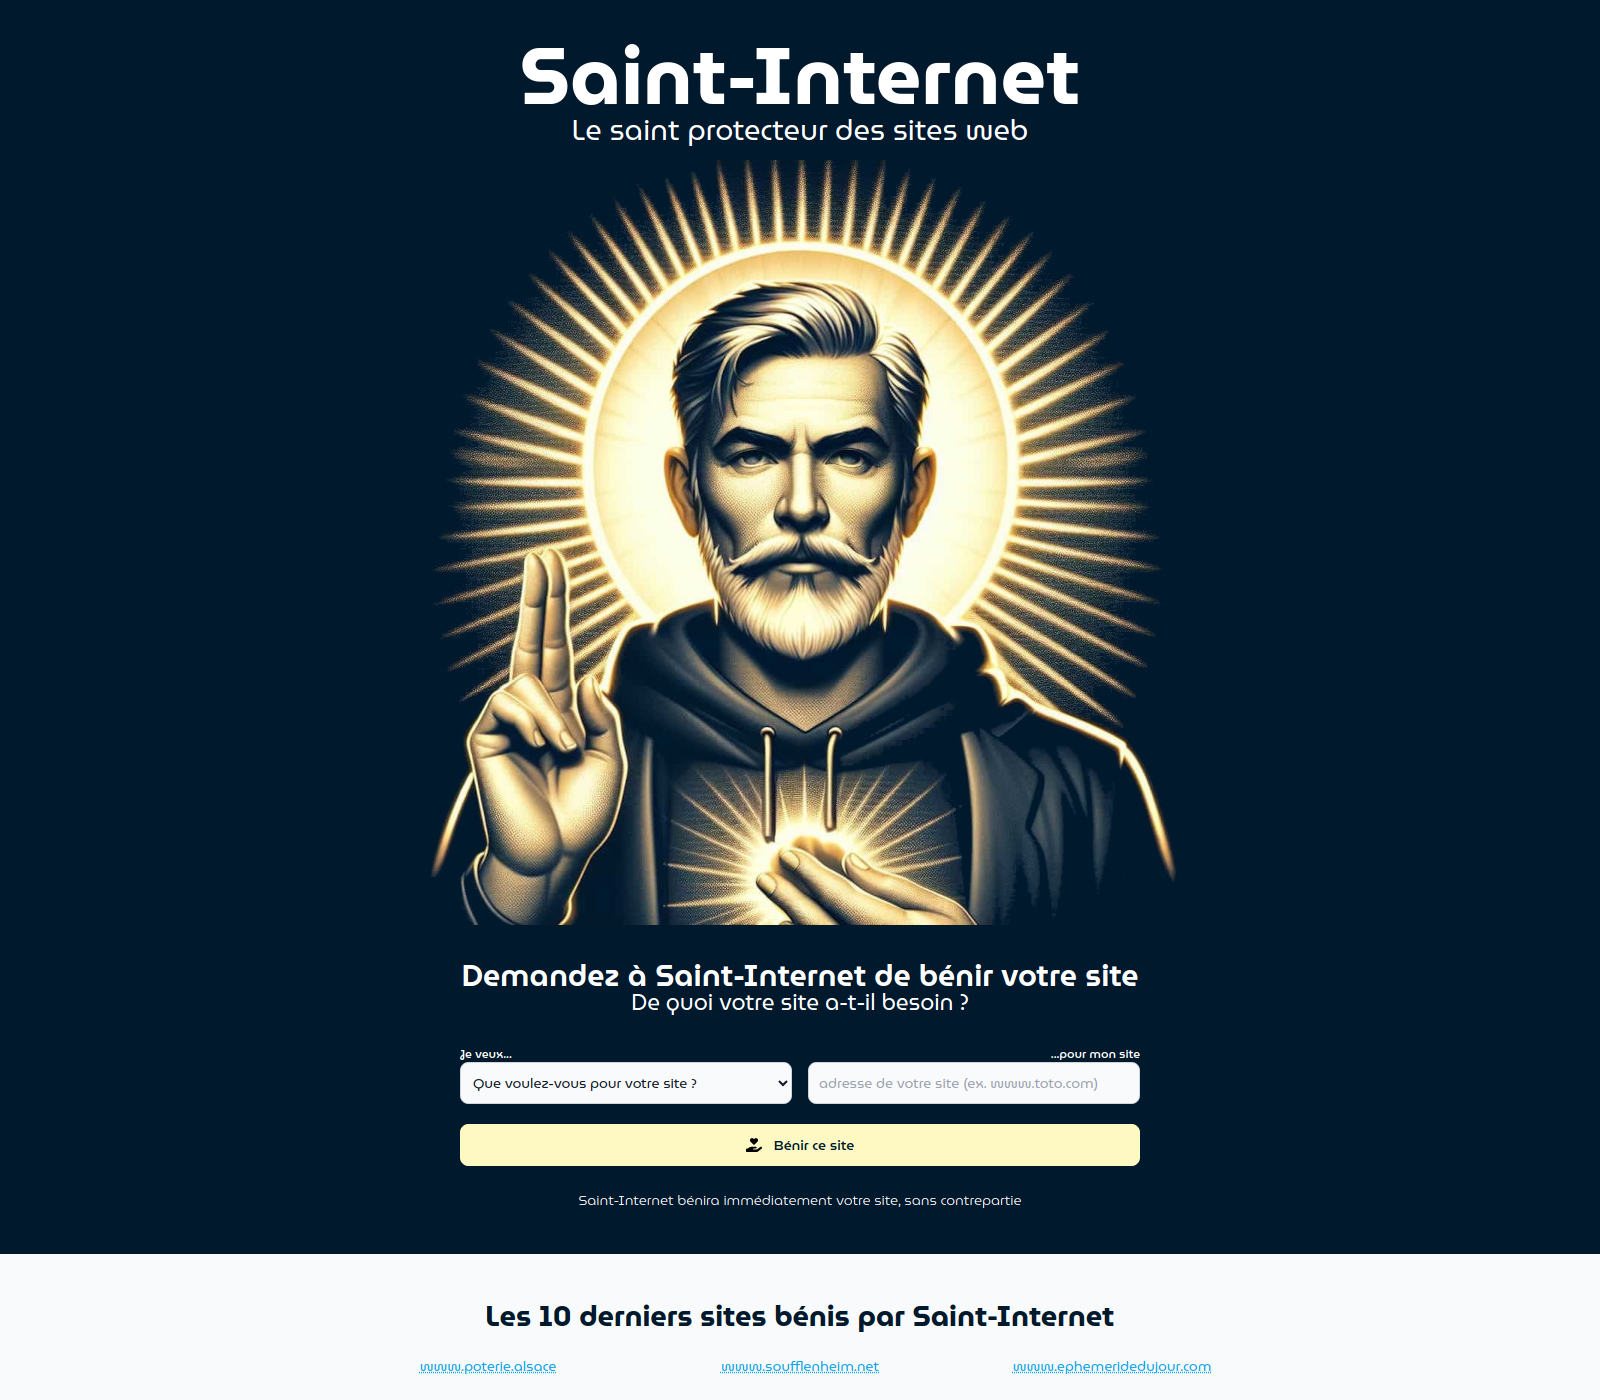 Saint-Internet
Le saint protecteur des sites web
Demandez à Saint-Internet de bénir votre site
De quoi votre site a-t-il besoin ?
Je veux...
...pour mon site
Que voulez-vous pour votre site ?
adresse de votre site (ex. www.toto.com)
Bénir ce site
Saint-Internet bénira immédiatement votre site, sans contrepartie
Les 10 derniers sites bénis par Saint-Internet
www.poterie.alsace
www.soufflenheim.net
www.ephemeridedujour.com